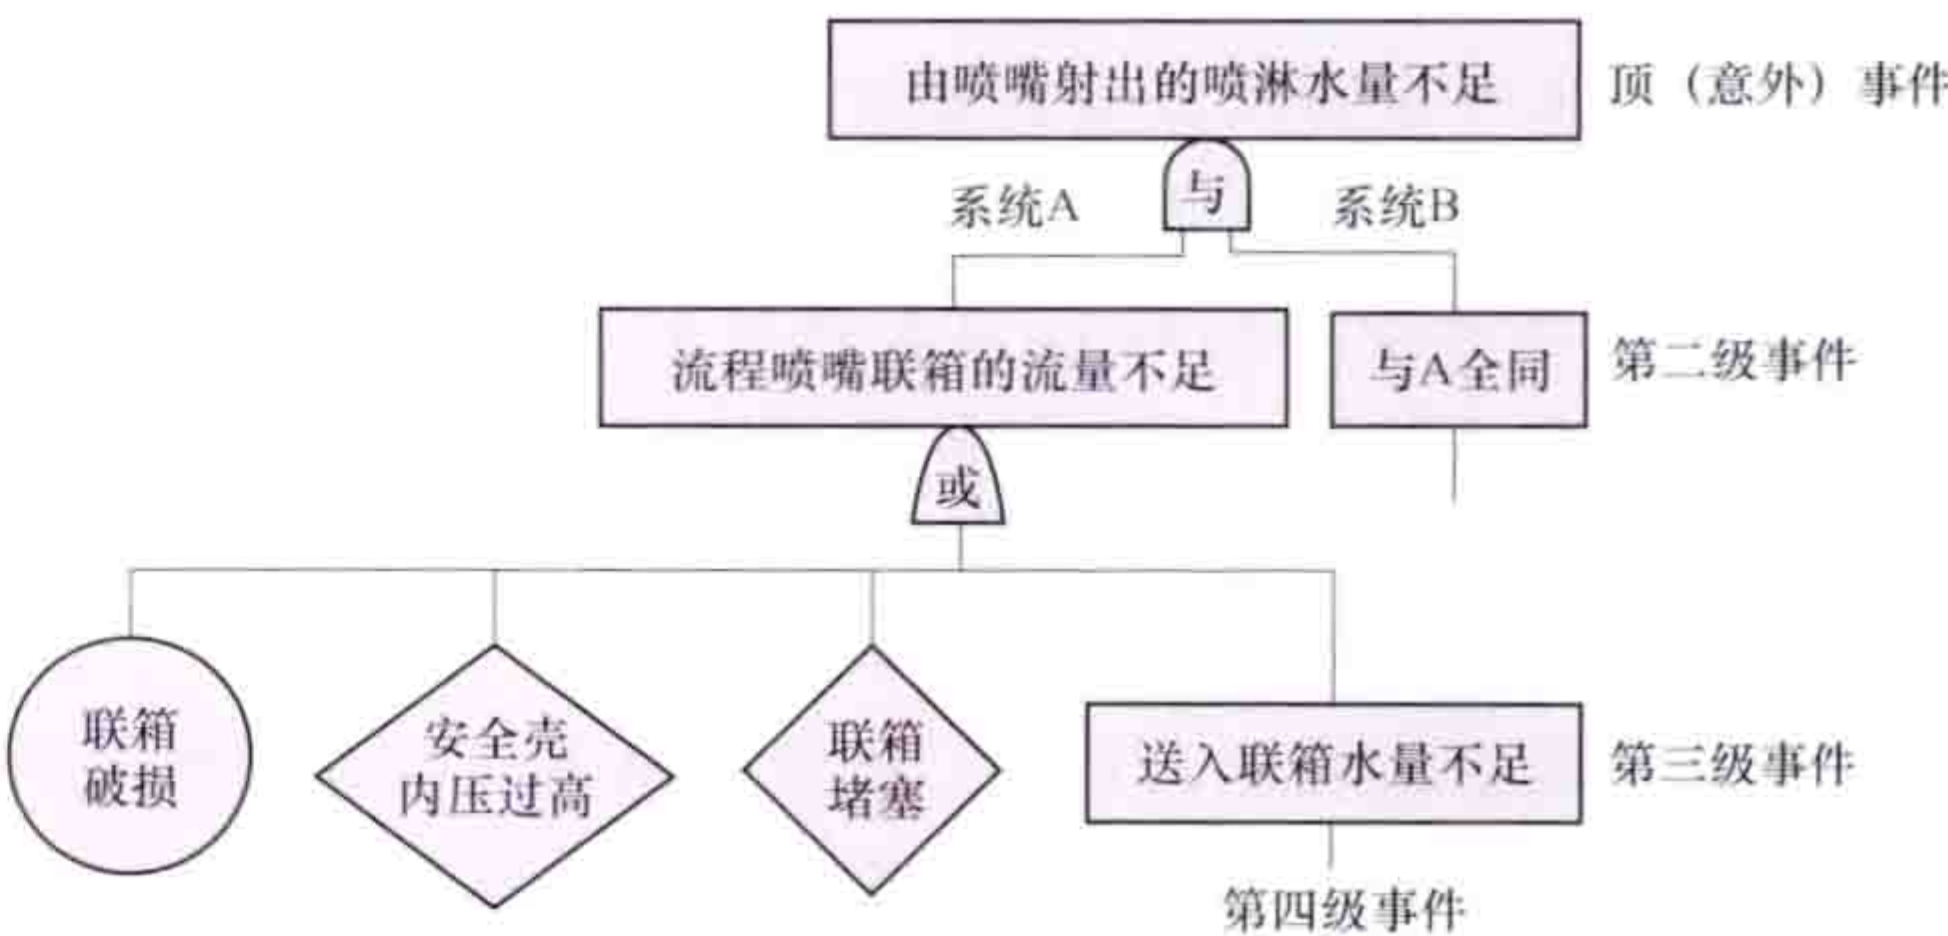 由喷嘴射出的喷淋水量不足
顶（意外）事件
与
系统A
系统B
流程喷嘴联箱的流量不足
与A全同
第二级事件
或
联箱
破损
安全壳
内压过高
联箱
堵塞
送入联箱水量不足
第三级事件
第四级事件